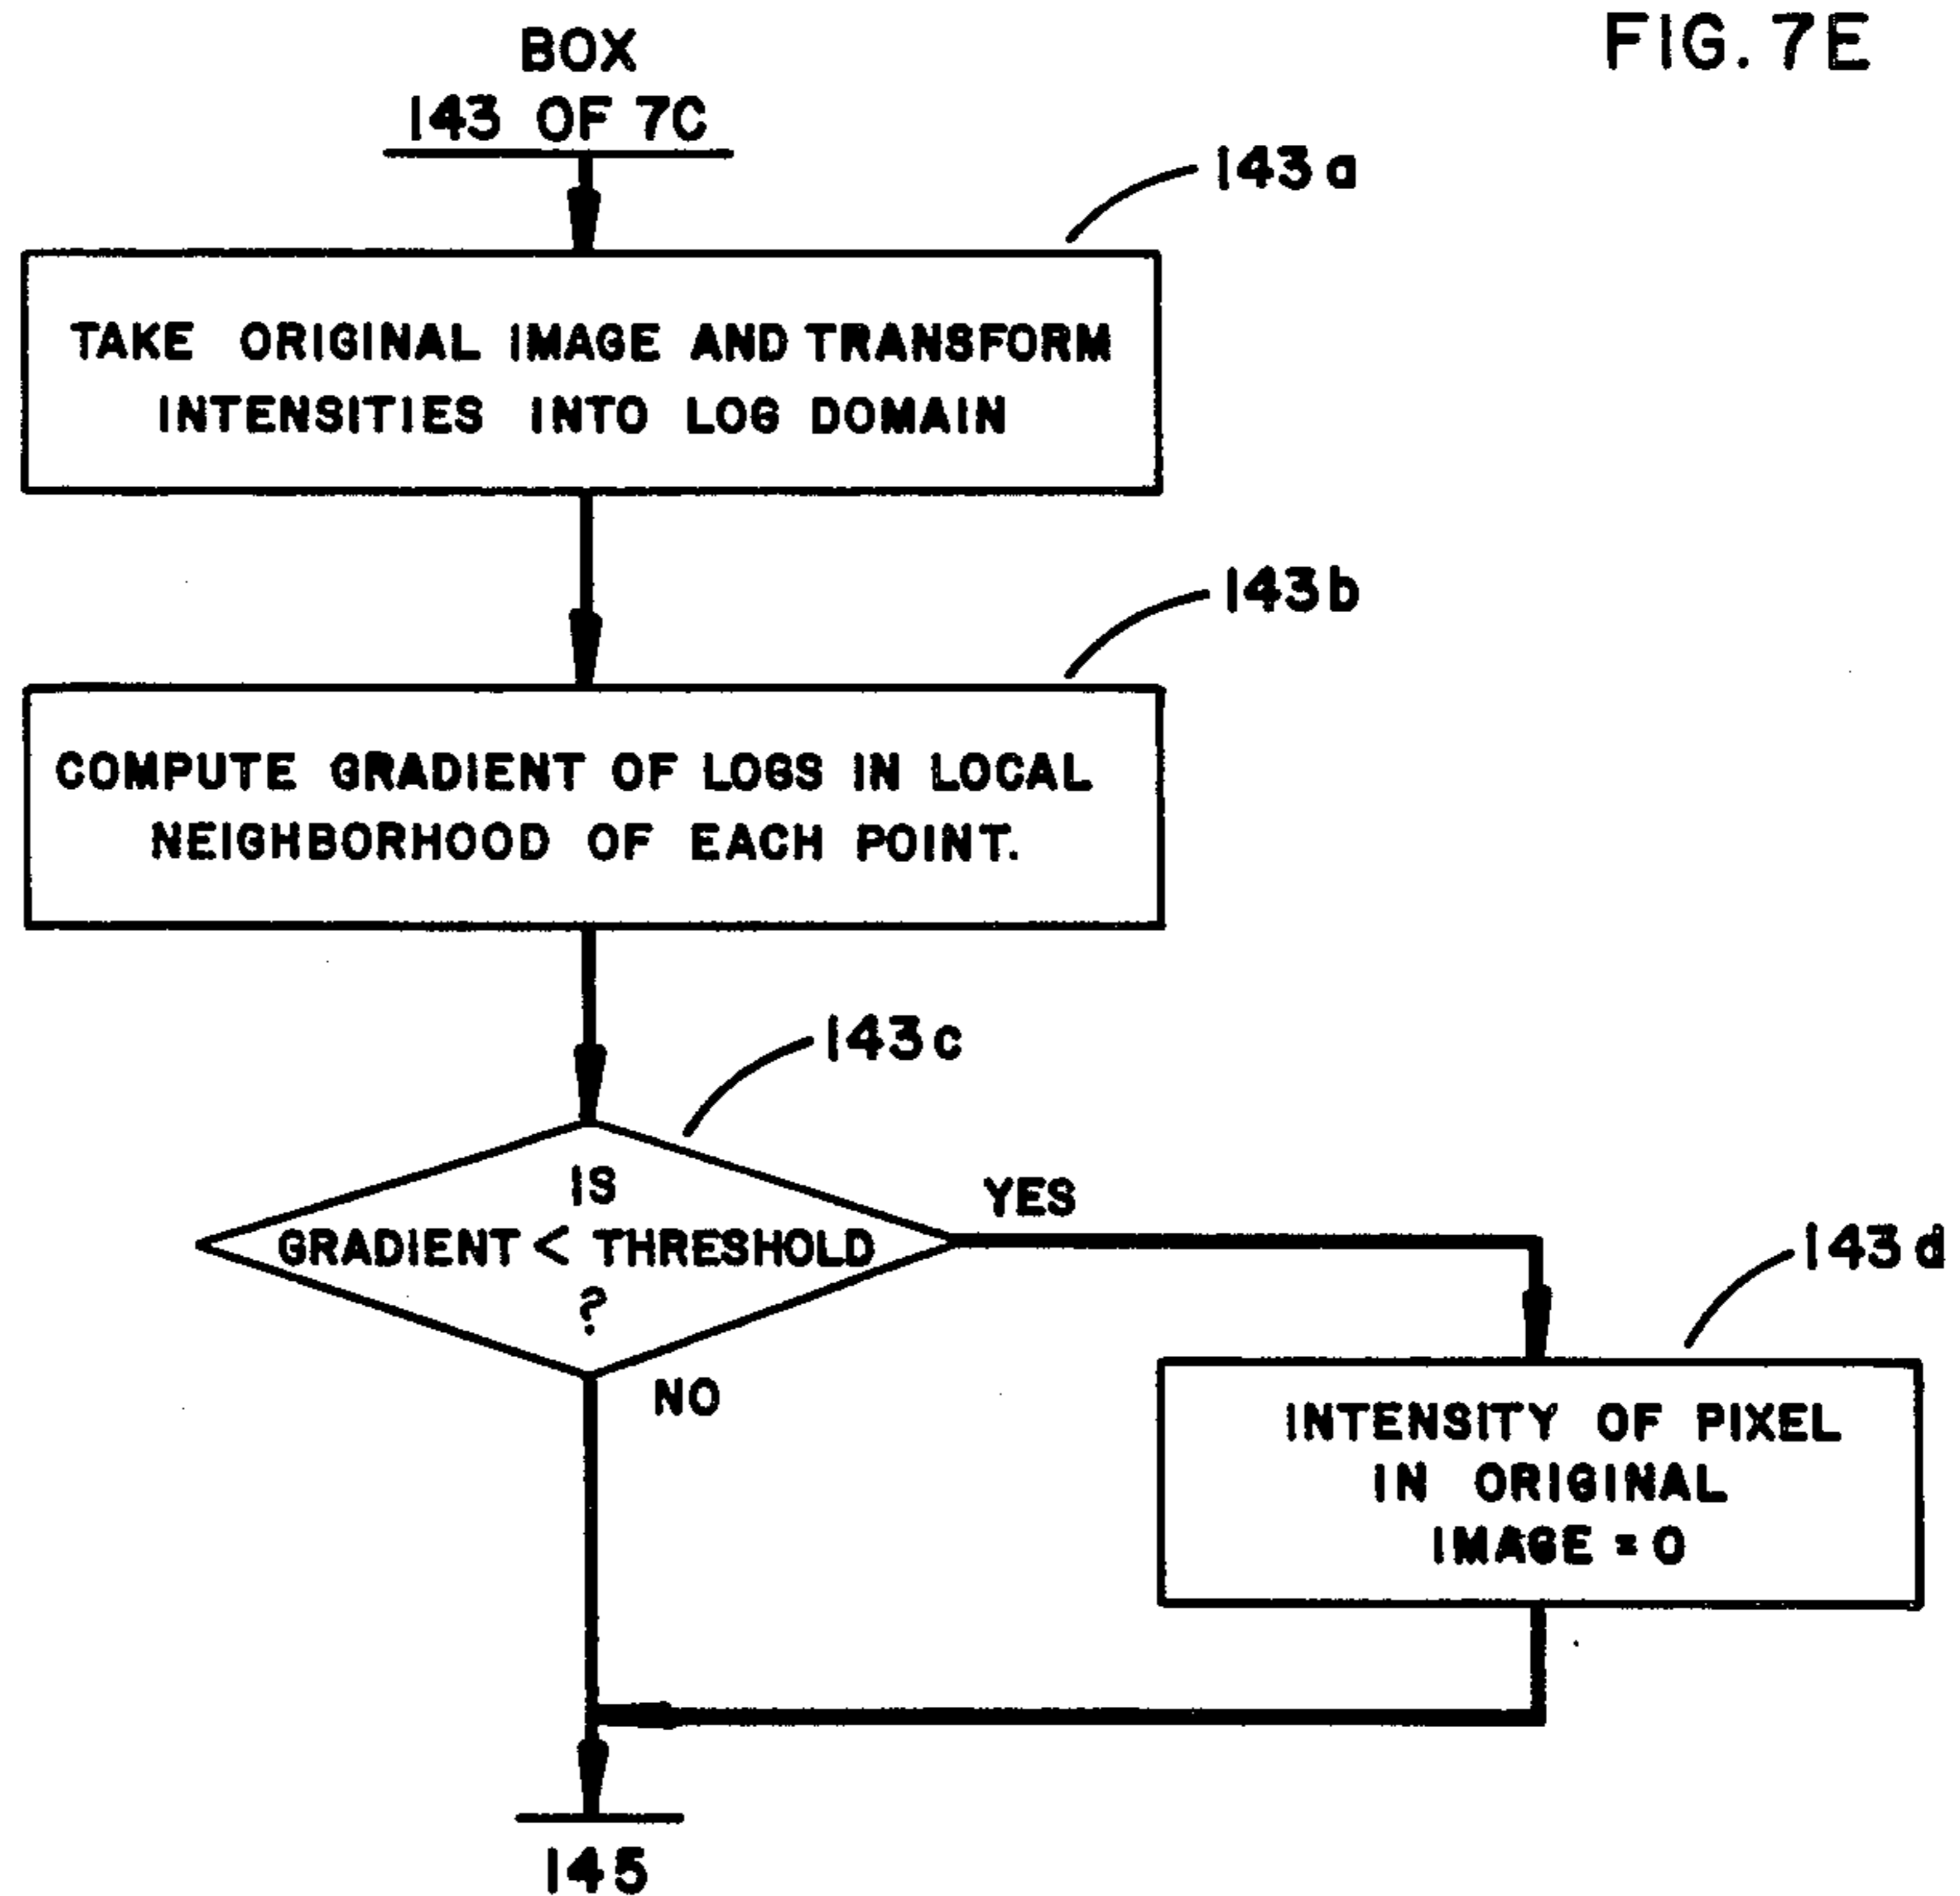 FIG. 7E
BOX
143 OF 7C
143a
TAKE ORIGINAL IMAGE AND TRANSFORM
INTENSITIES INTO LOG DOMAIN
143b
COMPUTE GRADIENT OF LOGS IN LOCAL
NEIGHBORHOOD OF EACH POINT.
143c
IS
GRADIENT < THRESHOLD
?
YES
NO
143d
INTENSITY OF PIXEL
IN ORIGINAL
IMAGE = 0
145